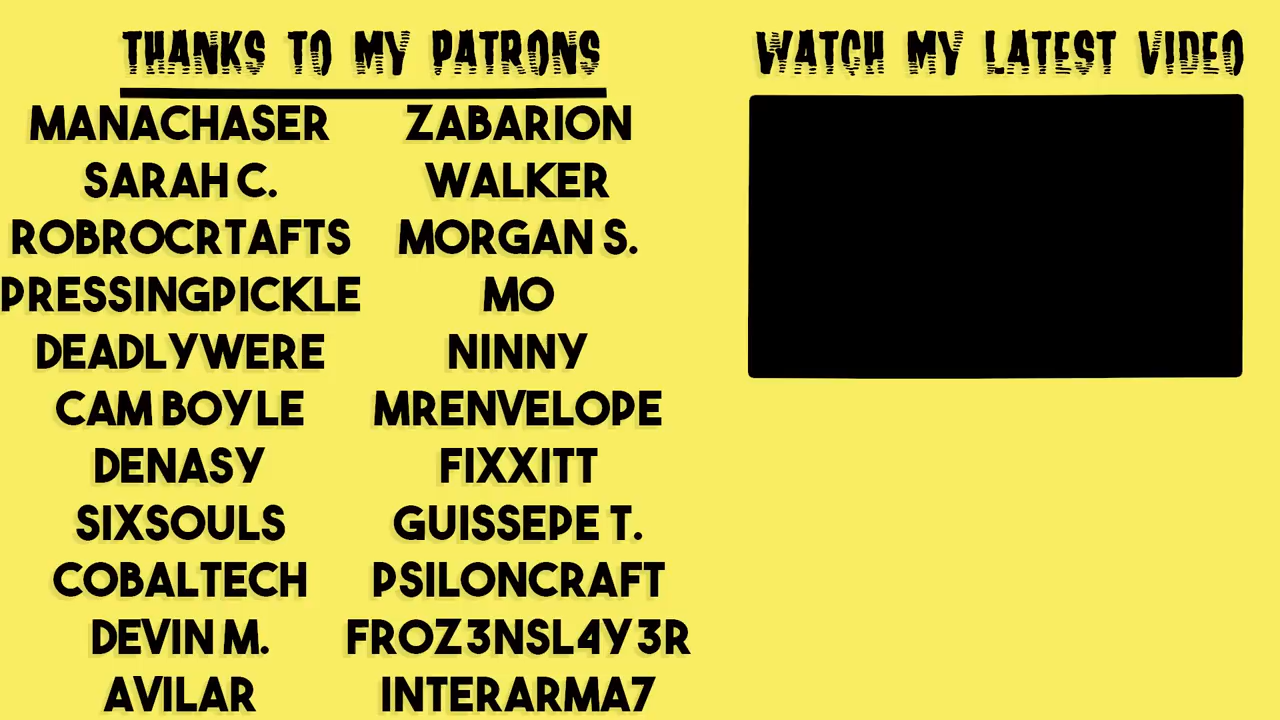 THANKS TO MY PATRONS
MANACHASER
SARAH C.
ROBROCRTAFTS
PRESSINGPICKLE
DEADLYWERE
CAM BOYLE
DENASY
SIXSOULS
COBALTECH
DEVIN M.
AVILAR
ZABARION
WALKER
MORGAN S.
MO
NINNY
MRENVELOPE
FIXXITT
GUISSEPE T.
PSILONCRAFT
FROZ3NSL4Y3R
INTERARMA7
WATCH MY LATEST VIDEO